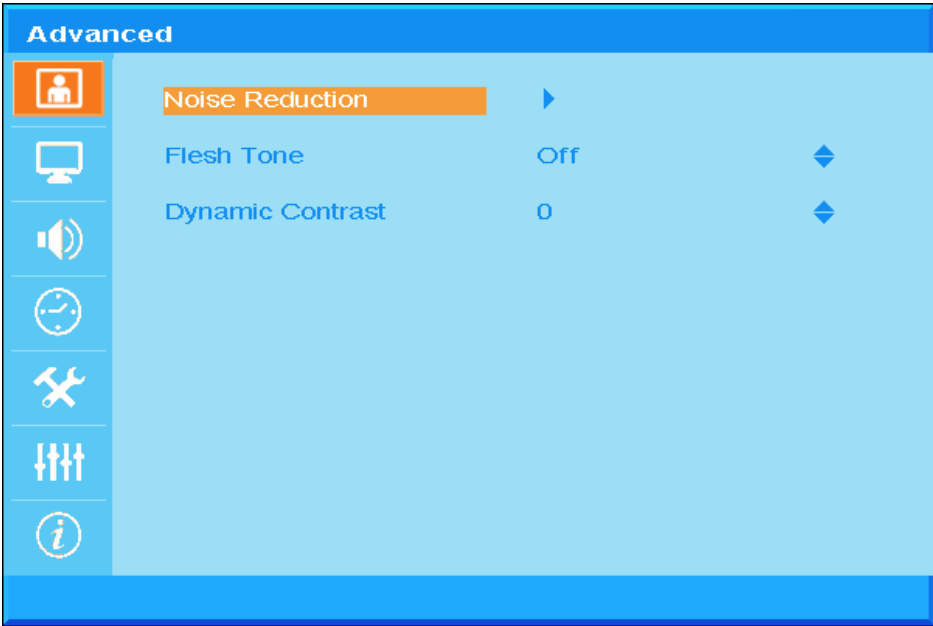 Advanced
Noise Reduction
Flesh Tone Off
Dynamic Contrast 0